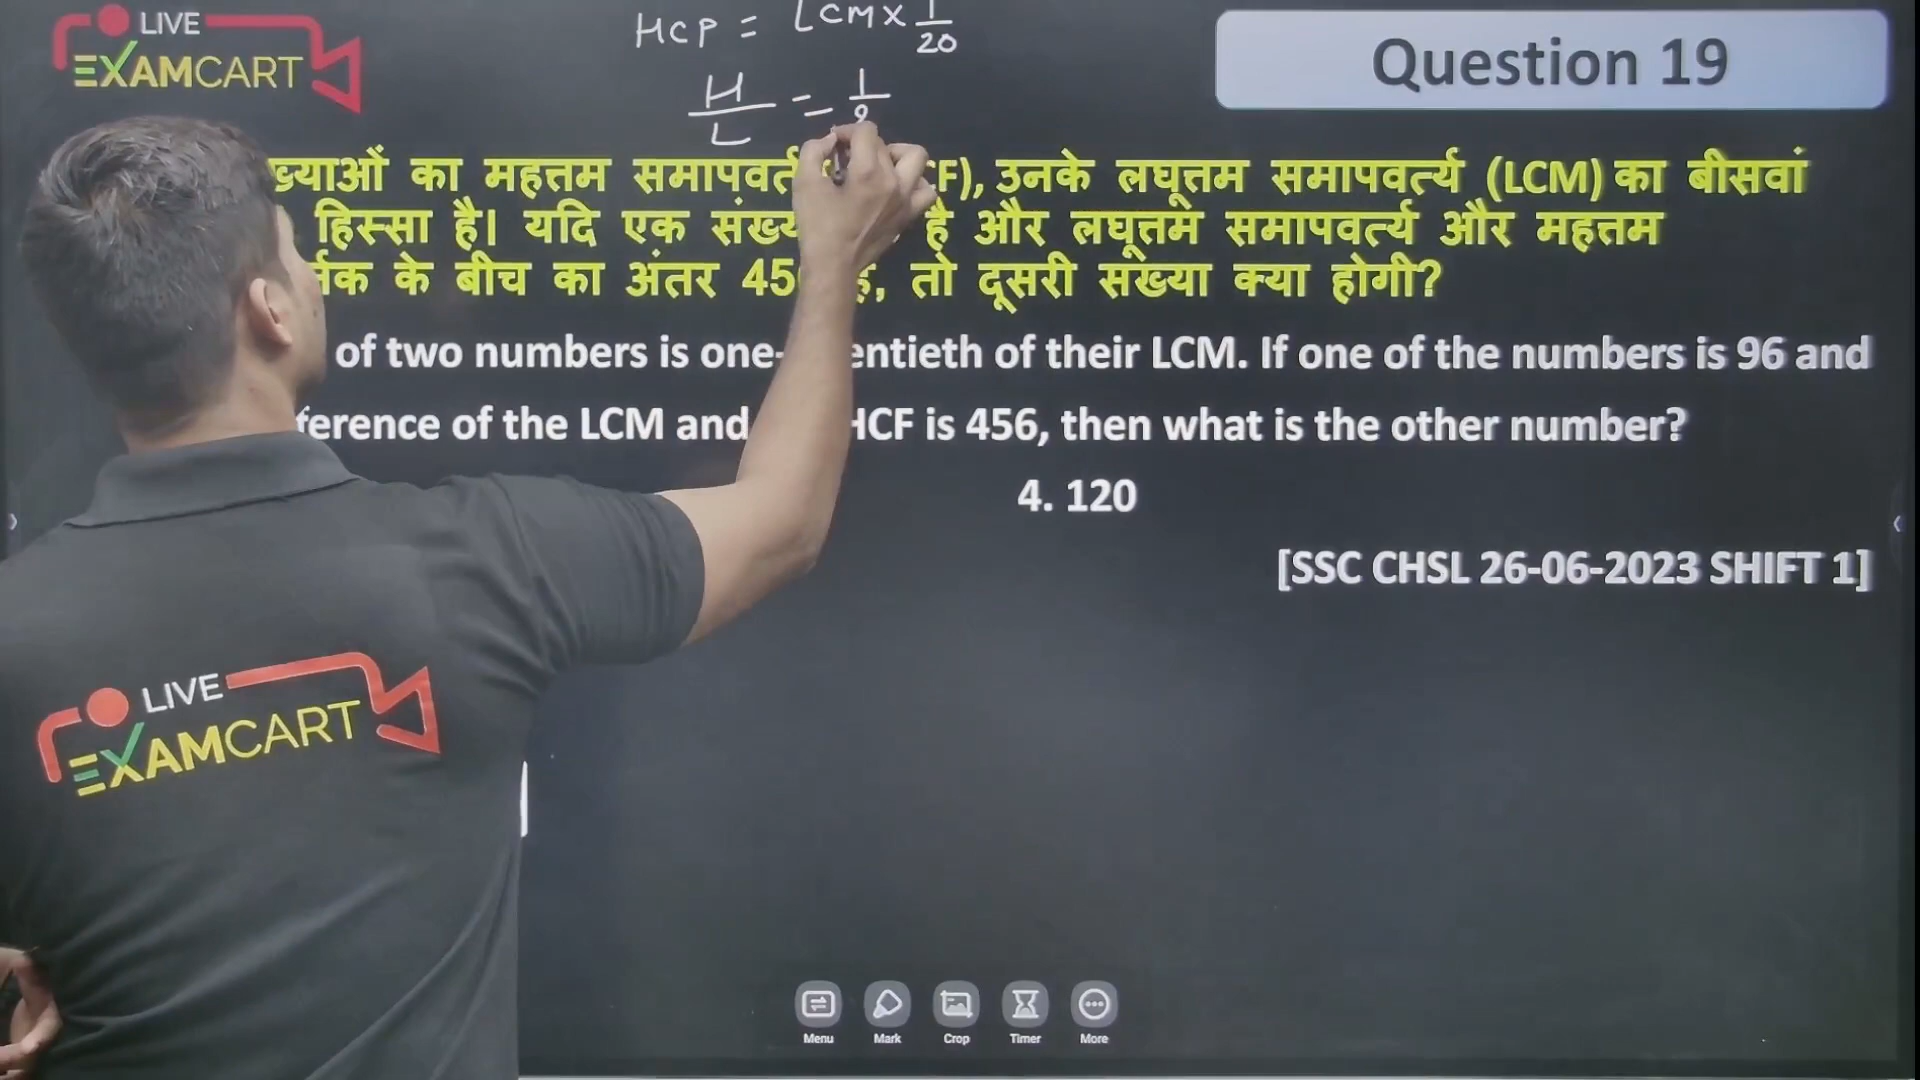 LIVE
EXAMCART
HCF = LCM x 1/20
H/L = 1/
Question 19
का महत्तम समापवर्त CF), उनके लघूत्तम समापवर्त्य (LCM) का बीसवां
हिस्सा है। यदि एक है और लघूत्तम समापवर्त्य और महत्तम
के बीच का अंतर 45 है, तो दूसरी संख्या क्या होगी?
of two numbers is one- entieth of their LCM. If one of the numbers is 96 and
ference of the LCM and HCF is 456, then what is the other number?
4. 120
[SSC CHSL 26-06-2023 SHIFT 1]
LIVE
EXAMCART
Menu Mark Crop Timer More